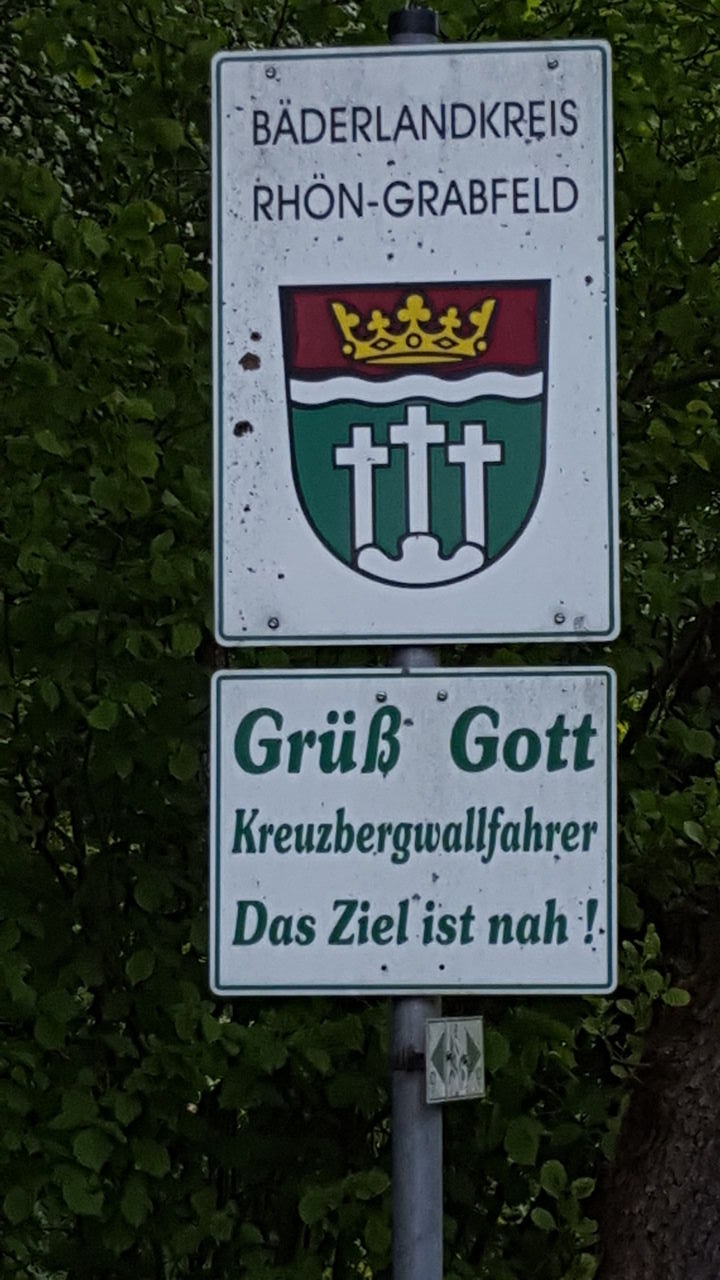 BÄDERLANDKREIS
RHÖN-GRABFELD
Grüß Gott
Kreuzbergwallfahrer
Das Ziel ist nah !